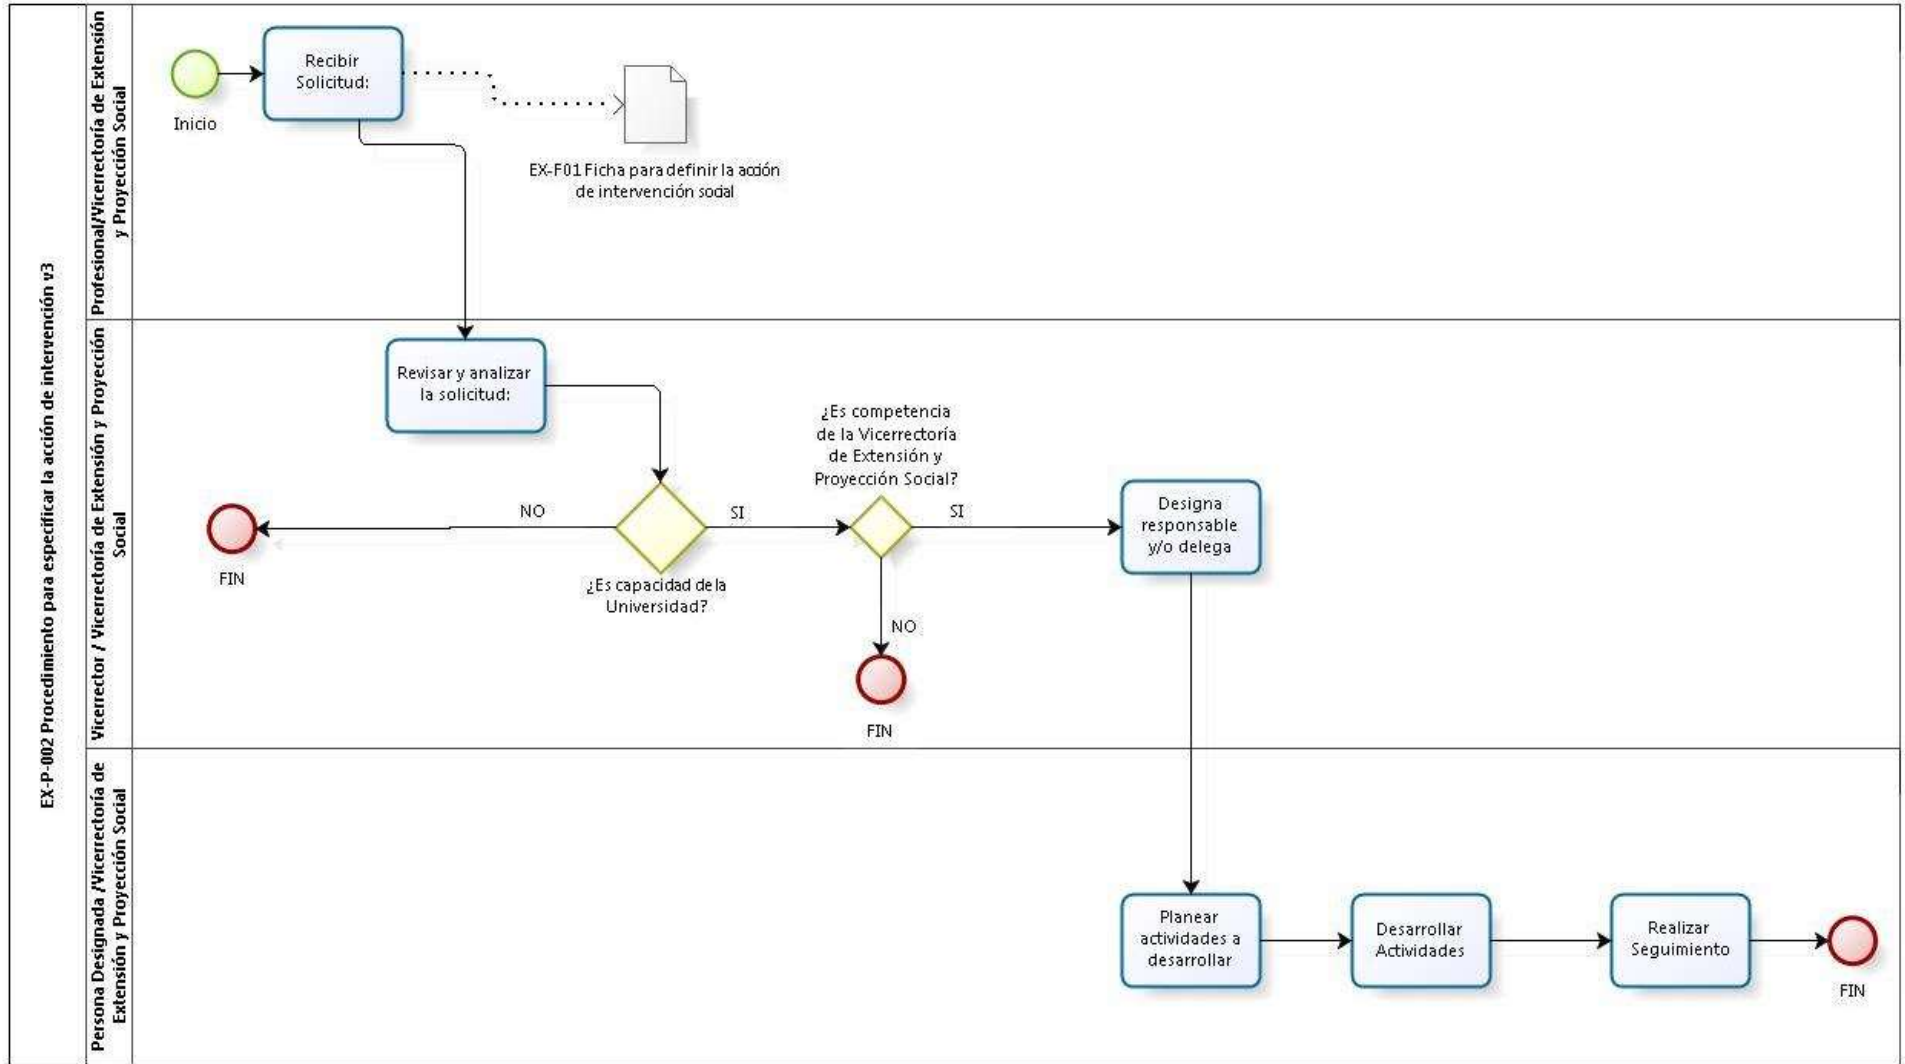 EX-P-002 Procedimiento para especificar la acción de intervención v3
Profesional/Vicerrectoría de Extensión
y Proyección Social
Inicio
Recibir
Solicitud:
EX-F01 Ficha para definir la acción
de intervención social
Vicerrector / Vicerrectoría de Extensión y Proyección
Social
Revisar y analizar
la solicitud:
¿Es capacidad de la
Universidad?
NO
FIN
SI
¿Es competencia
de la Vicerrectoría
de Extensión y
Proyección Social?
NO
FIN
SI
Designa
responsable
y/o delega
Persona Designada /Vicerrectoría de
Extensión y Proyección Social
Planear
actividades a
desarrollar
Desarrollar
Actividades
Realizar
Seguimiento
FIN